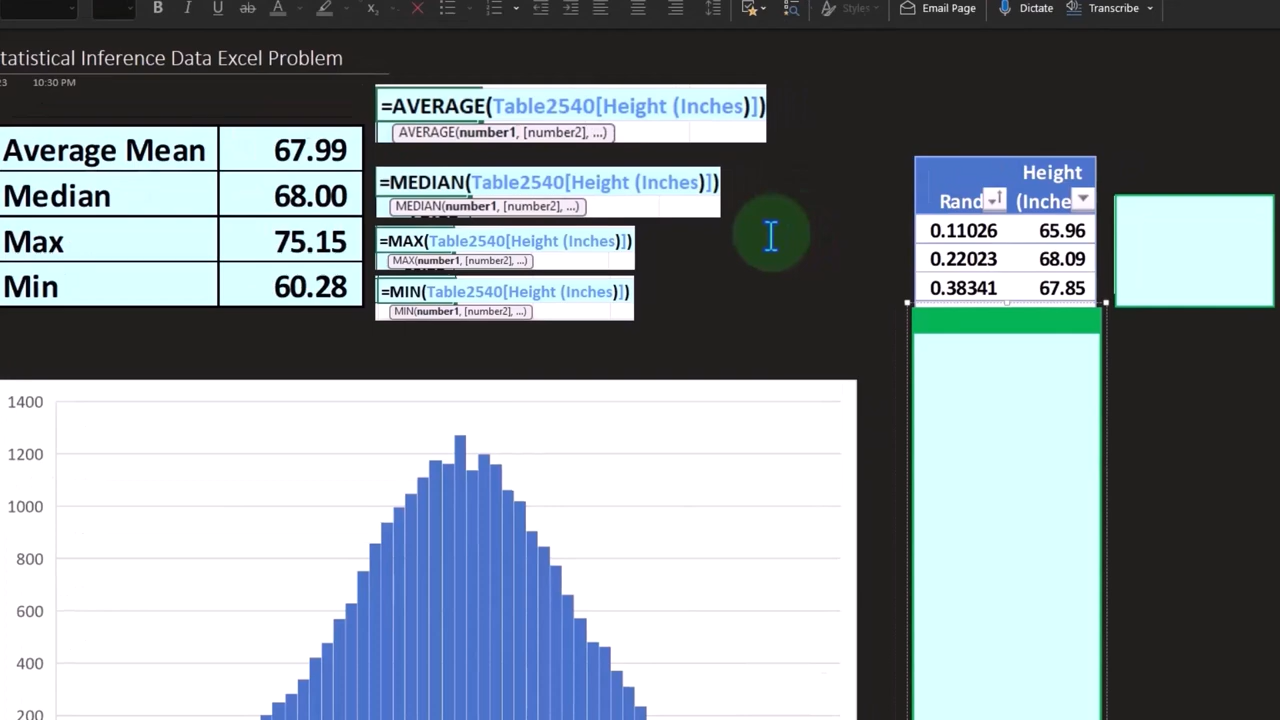 Email Page
Styles
Dictate
Transcribe
tatistical Inference Data Excel Problem
23 10:30 PM
Average Mean 67.99
Median 68.00
Max 75.15
Min 60.28
=AVERAGE(Table2540[Height (Inches)])
AVERAGE(number1, [number2], ...)
=MEDIAN(Table2540[Height (Inches)])
MEDIAN(number1, [number2], ...)
=MAX(Table2540[Height (Inches)])
MAX(number1, [number2], ...)
=MIN(Table2540[Height (Inches)])
MIN(number1, [number2], ...)
Height
Rand (Inche
0.11026 65.96
0.22023 68.09
0.38341 67.85
1400
1200
1000
800
600
400
200